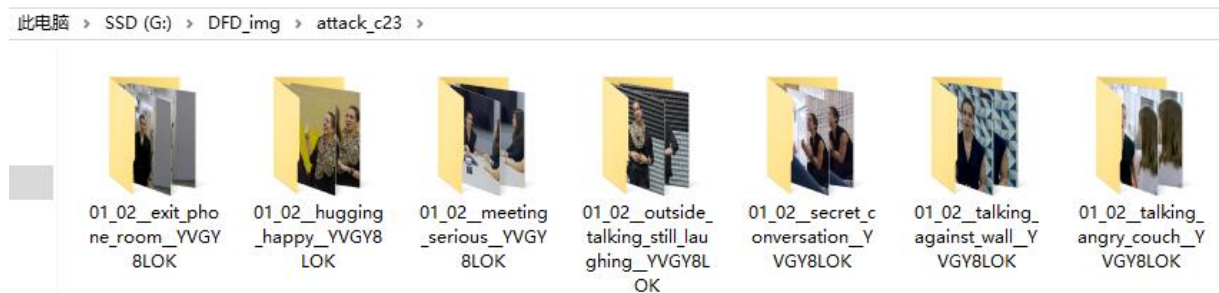 此电脑 > SSD (G:) > DFD_img > attack_c23 >
01_02__exit_pho
ne_room__YVGY
8LOK
01_02__hugging
_happy__YVGY8
LOK
01_02__meeting
_serious__YVGY
8LOK
01_02__outside_
talking_still_lau
ghing__YVGY8L
OK
01_02__secret_c
onversation__Y
VGY8LOK
01_02__talking_
against_wall__Y
VGY8LOK
01_02__talking_
angry_couch__Y
VGY8LOK